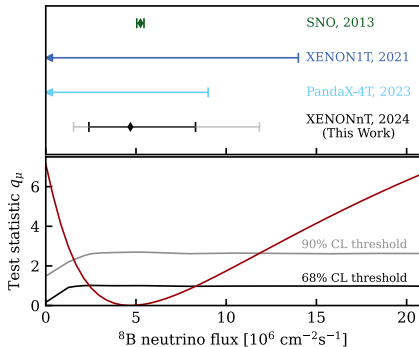 SNO, 2013
XENON1T, 2021
PandaX-4T, 2023
XENONnT, 2024
(This Work)
6
4
2
0
Test statistic qμ
90% CL threshold
68% CL threshold
0 5 10 15 20
⁸B neutrino flux [10⁶ cm⁻²s⁻¹]